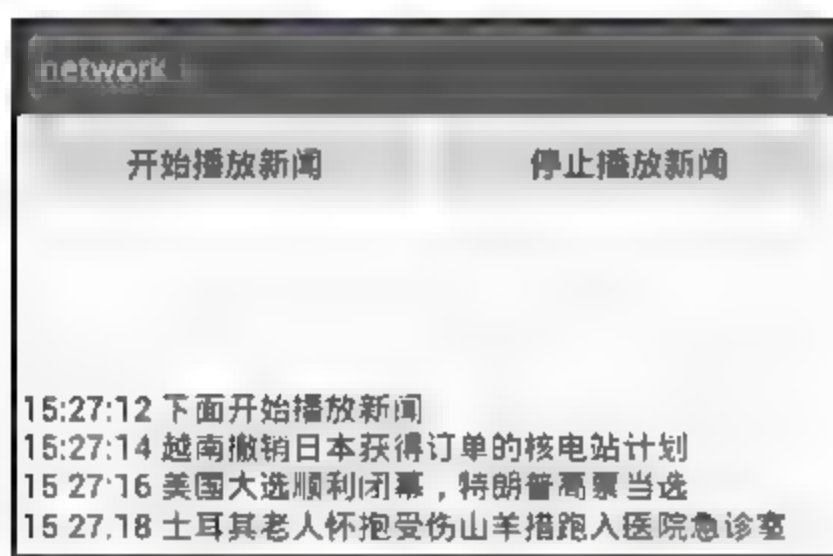 network
开始播放新闻
停止播放新闻
15:27:12 下面开始播放新闻
15:27:14 越南撤销日本获得订单的核电站计划
15:27:16 美国大选顺利闭幕，特朗普高票当选
15:27:18 土耳其老人怀抱受伤山羊措跑入医院急诊室